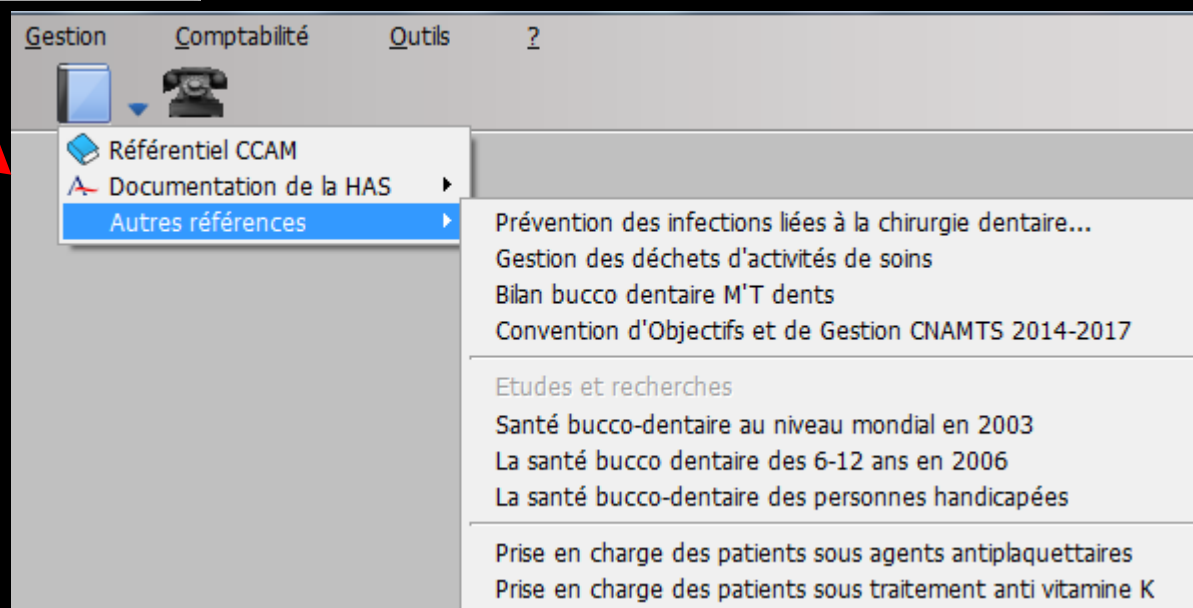 Gestion Comptabilité Outils ?
Référentiel CCAM
Documentation de la HAS
Autres références
Prévention des infections liées à la chirurgie dentaire...
Gestion des déchets d'activités de soins
Bilan bucco dentaire M'T dents
Convention d'Objectifs et de Gestion CNAMTS 2014-2017
Etudes et recherches
Santé bucco-dentaire au niveau mondial en 2003
La santé bucco dentaire des 6-12 ans en 2006
La santé bucco-dentaire des personnes handicapées
Prise en charge des patients sous agents antiplaquettaires
Prise en charge des patients sous traitement anti vitamine K